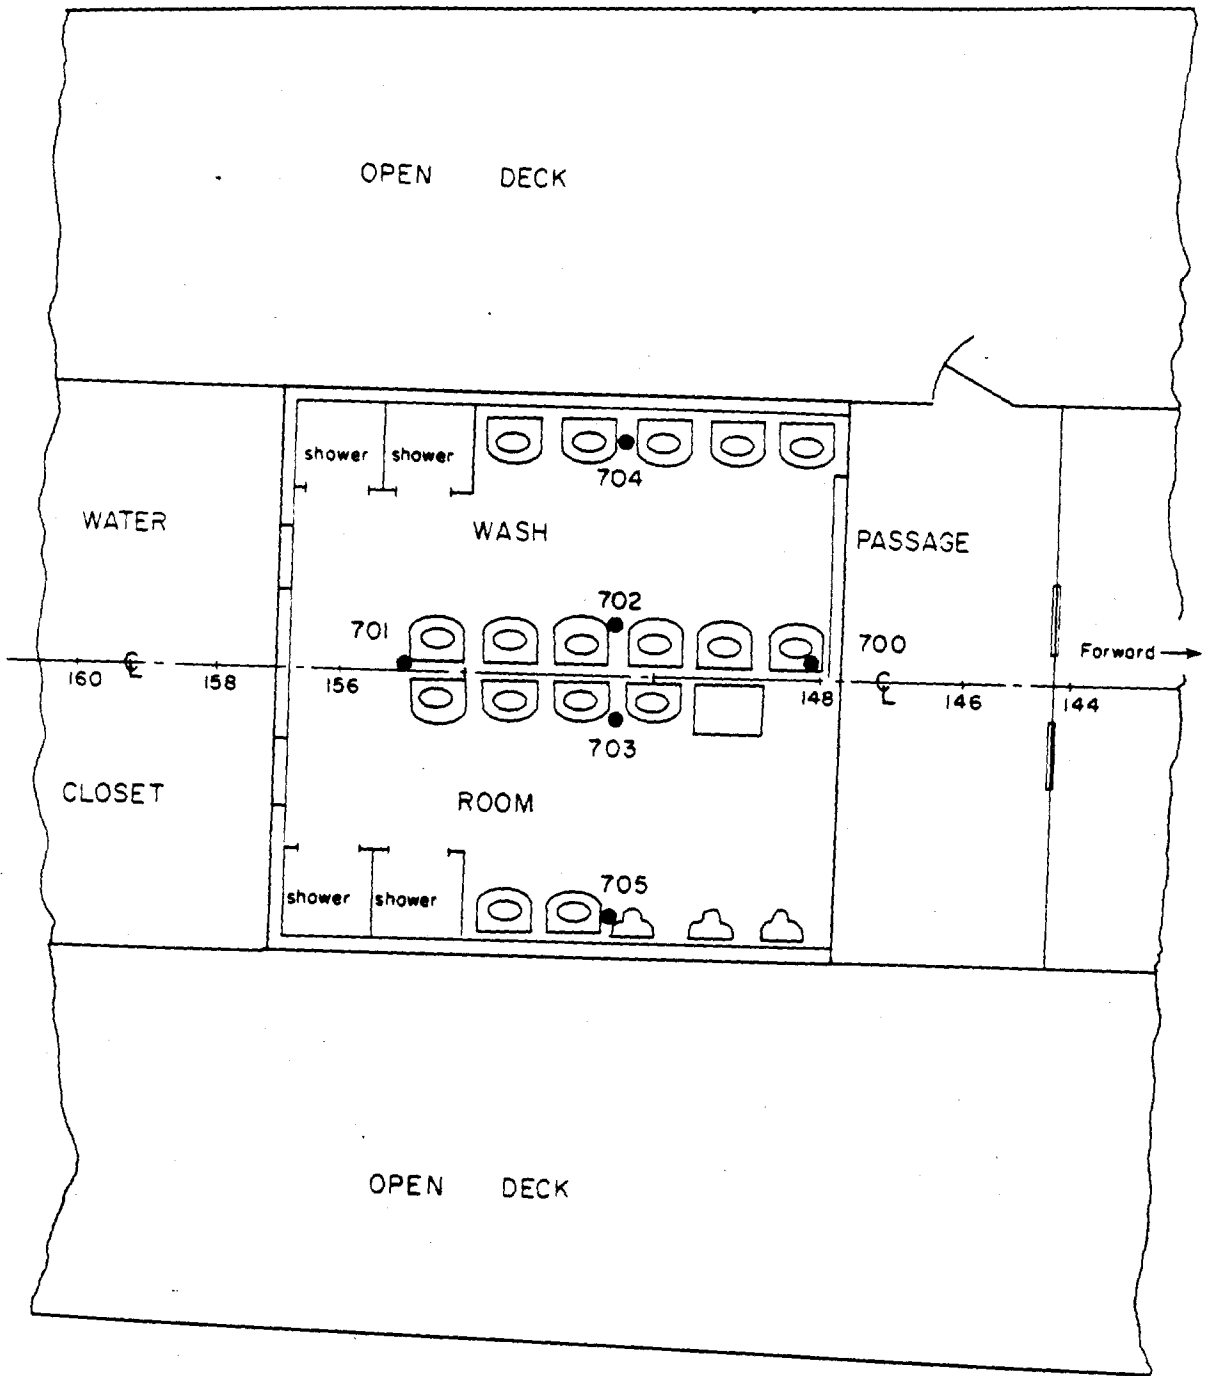 OPEN DECK
shower shower
704
WATER
WASH
PASSAGE
702
701
700
Forward
160 ℄ 158 156 148 ℄ 146 144
703
CLOSET
ROOM
705
shower shower
OPEN DECK